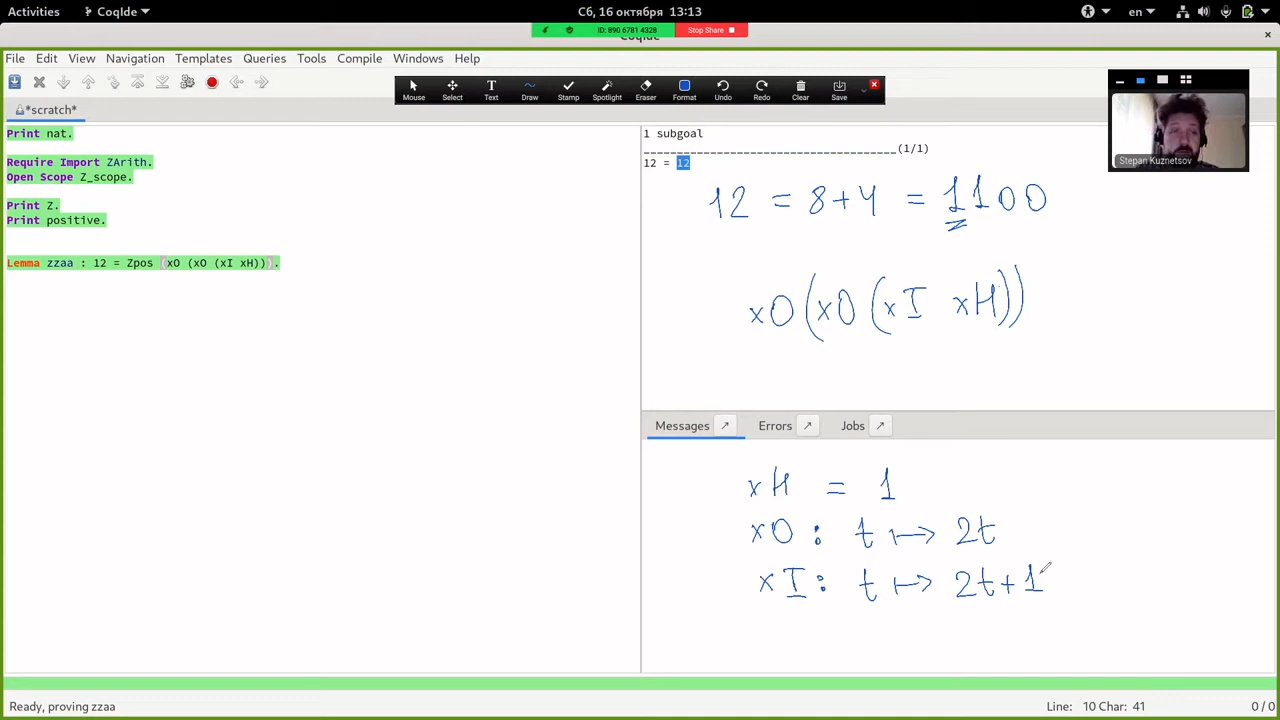 Activities CoqIde Сб, 16 октября 13:13 en
ID: 890 6781 4328 Stop Share
CoqIde
File Edit View Navigation Templates Queries Tools Compile Windows Help
Mouse Select Text Draw Stamp Spotlight Eraser Format Undo Redo Clear Save
*scratch*
Stepan Kuznetsov
Print nat.
Require Import ZArith.
Open Scope Z_scope.
Print Z.
Print positive.
Lemma zzaa : 12 = Zpos (xO (xO (xI xH))).
1 subgoal
______________________________________(1/1)
12 = 12
12 = 8+4 = 1100
xO(xO(xI xH))
Messages Errors Jobs
xH = 1
xO : t ↦ 2t
xI : t ↦ 2t+1
Ready, proving zzaa Line: 10 Char: 41 0 / 0